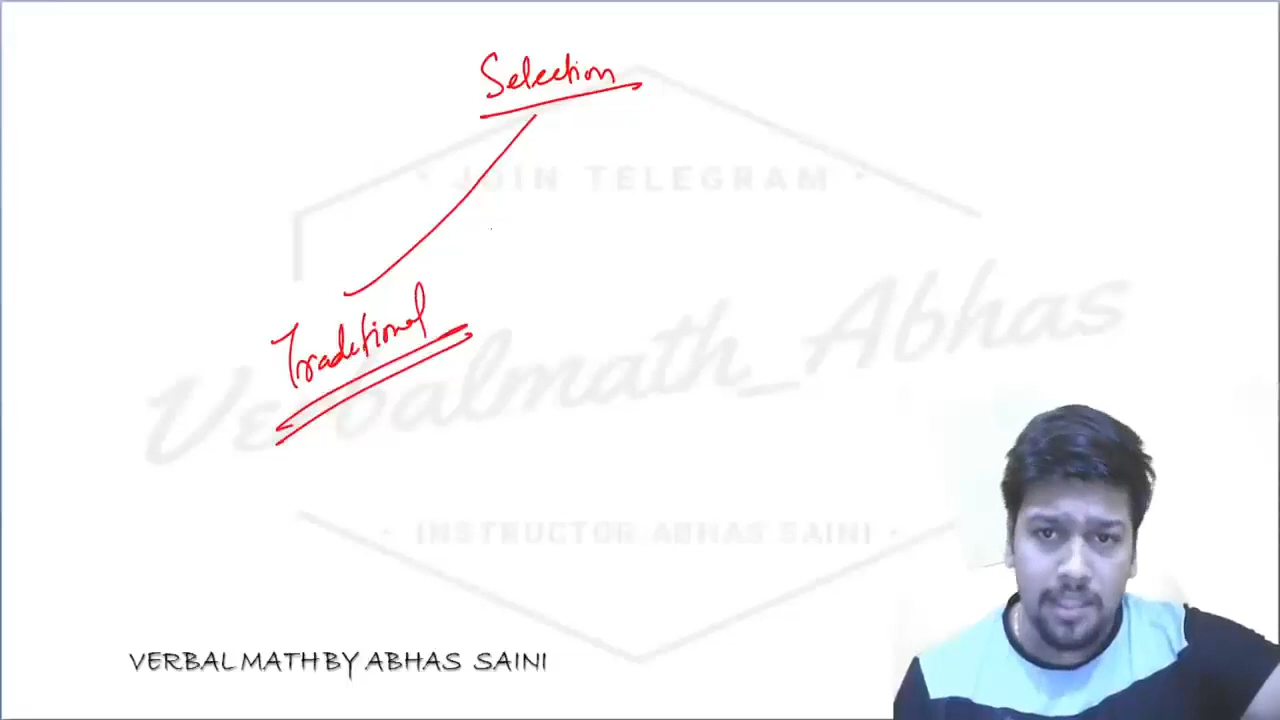 Selection
· JOIN TELEGRAM ·
Traditional
Verbalmath_Abhas
· INSTRUCTOR ABHAS SAINI ·
VERBAL MATH BY ABHAS SAINI